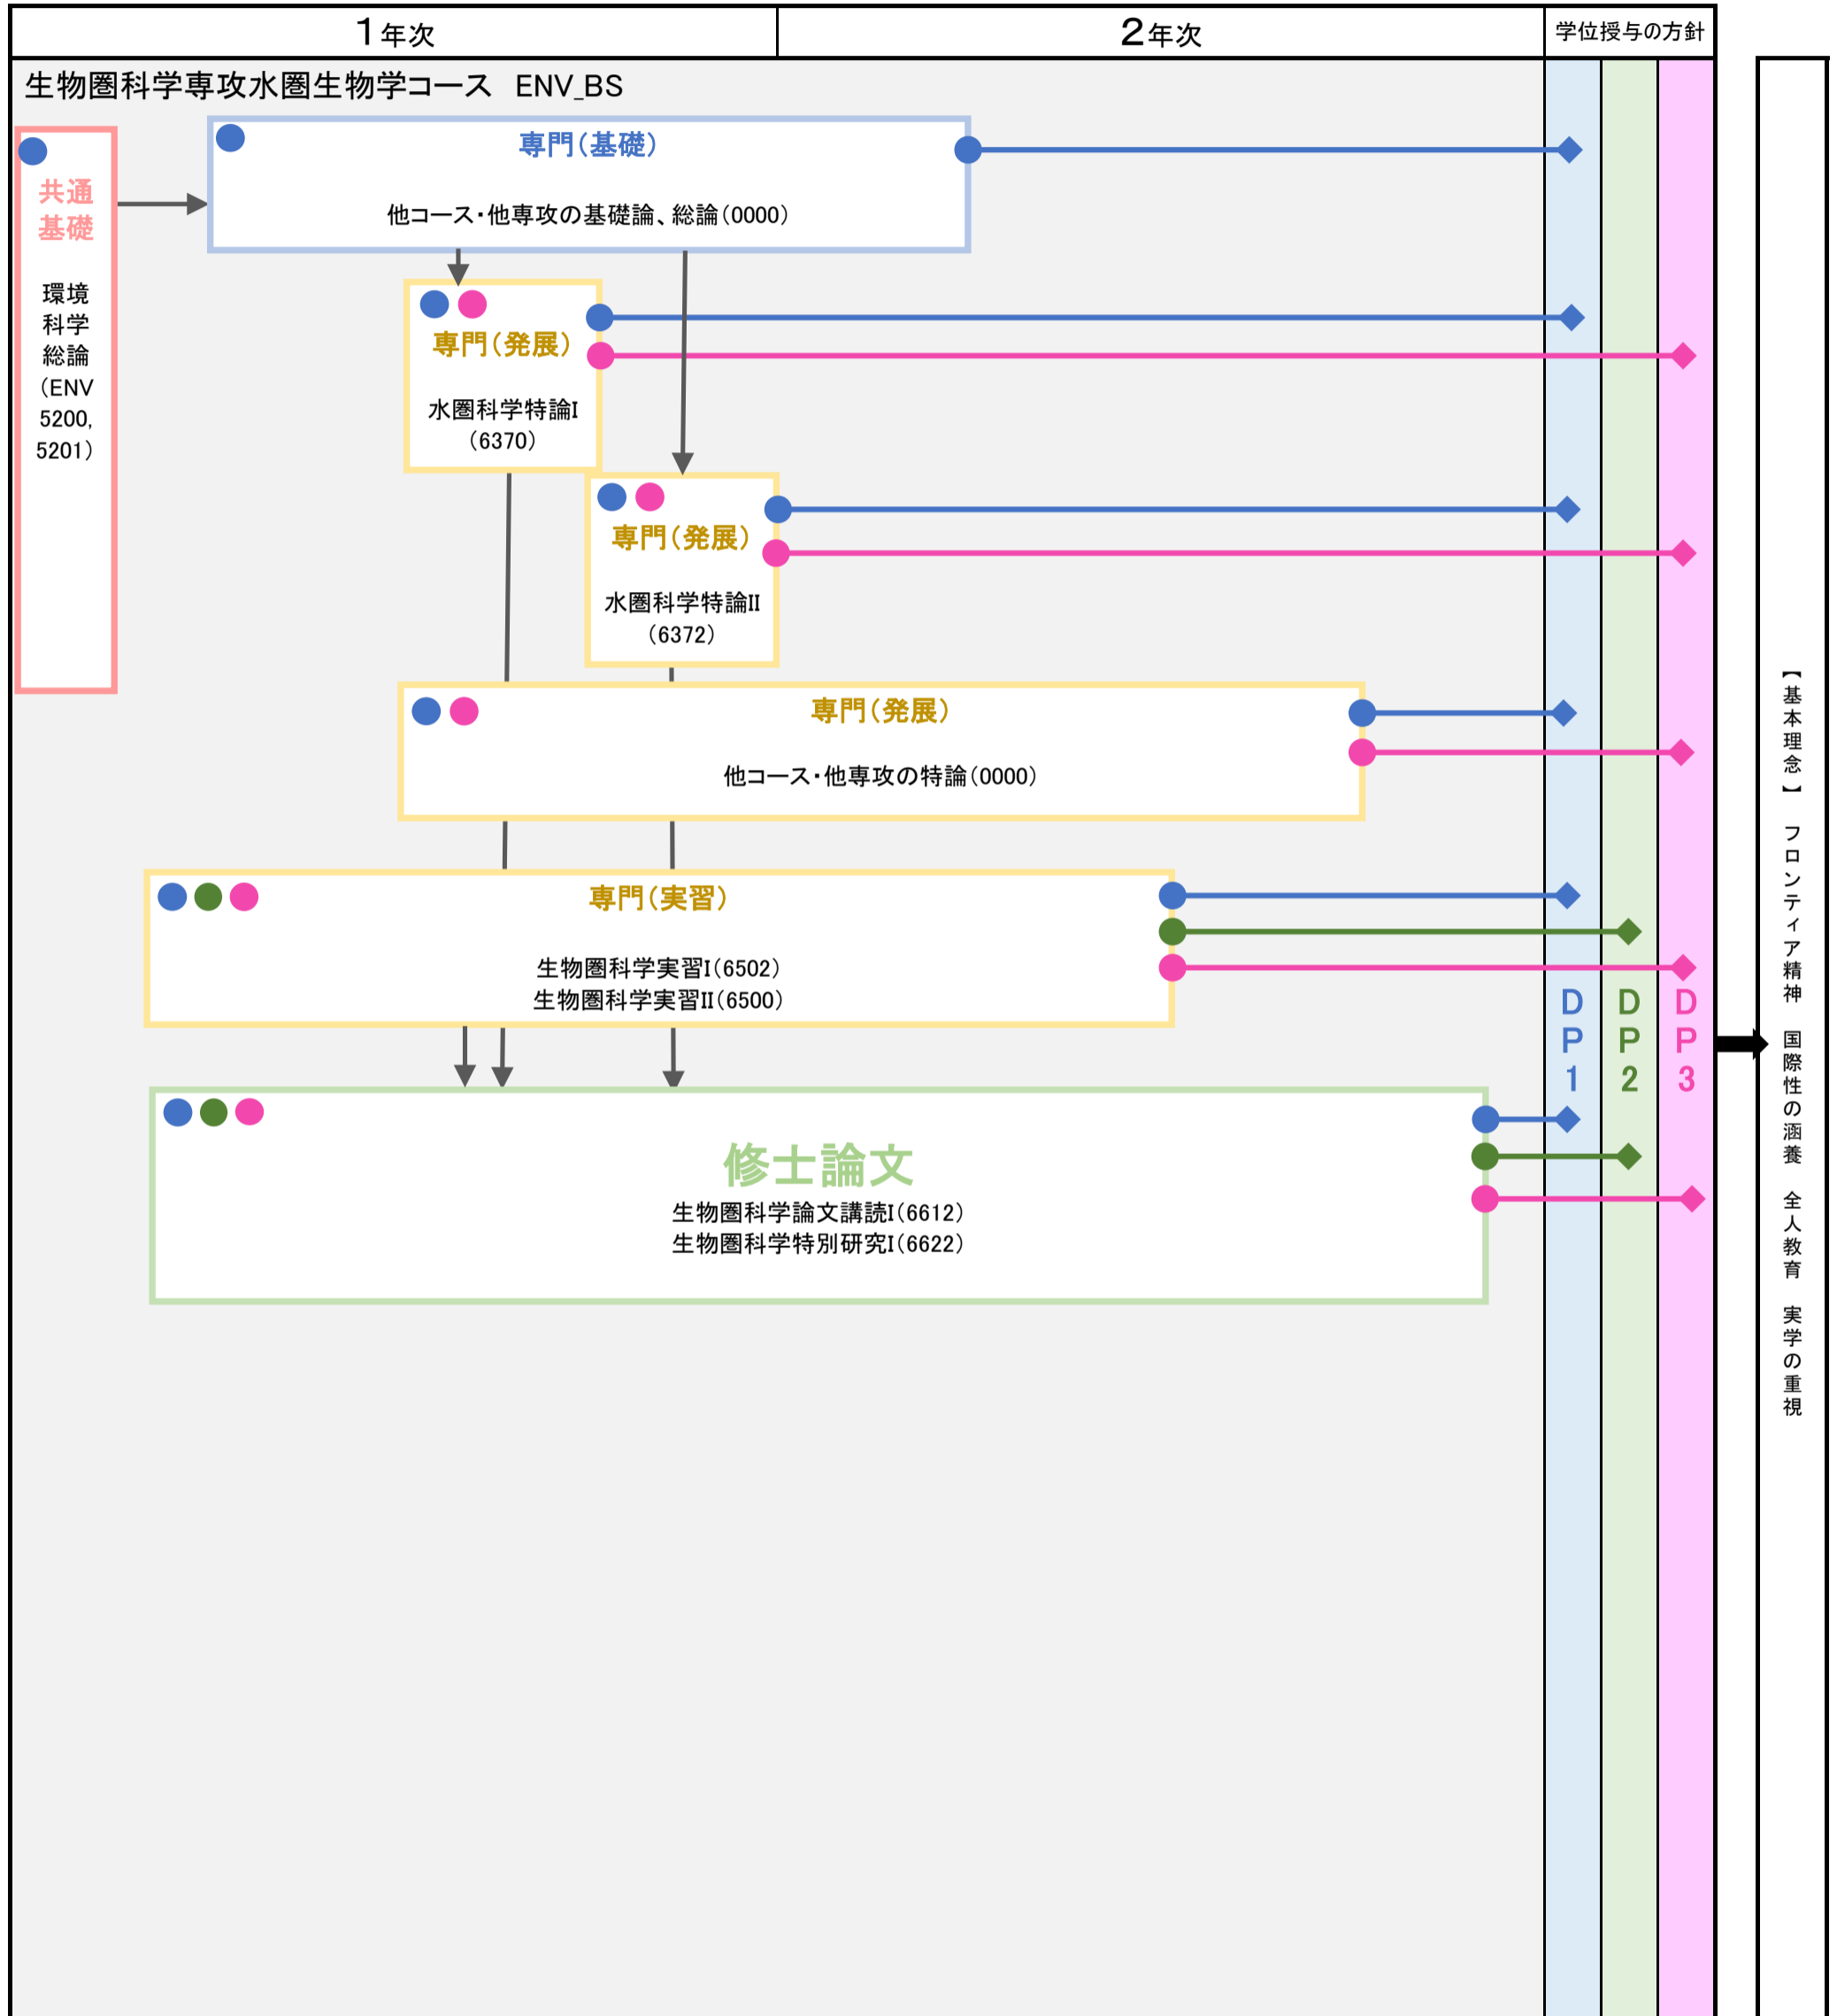 1年次
2年次
学位授与の方針
生物圏科学専攻水圏生物学コース　ENV_BS
共通
基礎
環境
科学
総論
（ENV
5200,
5201）
専門（基礎）
他コース・他専攻の基礎論、総論（0000）
専門（発展）
水圏科学特論I
（6370）
専門（発展）
水圏科学特論II
（6372）
専門（発展）
他コース・他専攻の特論（0000）
専門（実習）
生物圏科学実習I（6502）
生物圏科学実習II（6500）
修士論文
生物圏科学論文講読I（6612）
生物圏科学特別研究I（6622）
DP1
DP2
DP3
【基本理念】　フロンティア精神　国際性の涵養　全人教育　実学の重視